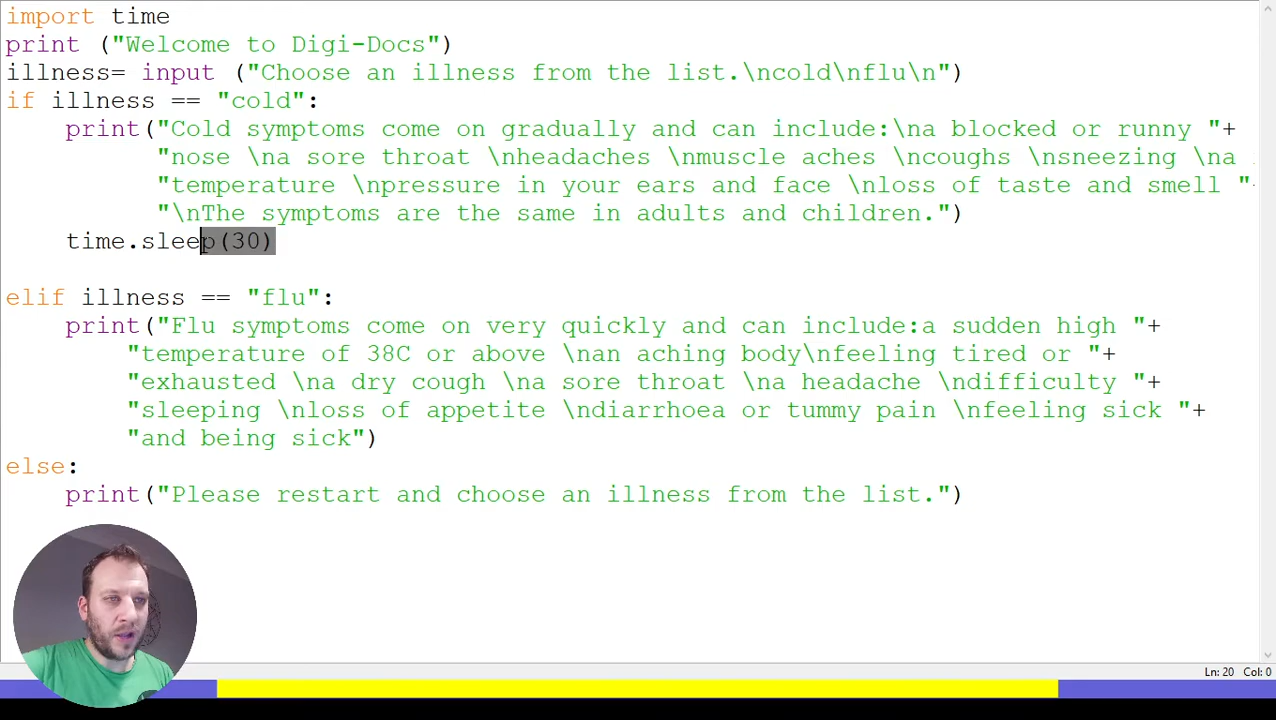 import time
print ("Welcome to Digi-Docs")
illness= input ("Choose an illness from the list.\ncold\nflu\n")
if illness == "cold":
    print("Cold symptoms come on gradually and can include:\na blocked or runny "+
          "nose \na sore throat \nheadaches \nmuscle aches \ncoughs \nsneezing \na
          "temperature \npressure in your ears and face \nloss of taste and smell "
          "\nThe symptoms are the same in adults and children.")
    time.sleep(30)
elif illness == "flu":
    print("Flu symptoms come on very quickly and can include:a sudden high "+
        "temperature of 38C or above \nan aching body\nfeeling tired or "+
        "exhausted \na dry cough \na sore throat \na headache \ndifficulty "+
        "sleeping \nloss of appetite \ndiarrhoea or tummy pain \nfeeling sick "+
        "and being sick")
else:
    print("Please restart and choose an illness from the list.")
Ln: 20 Col: 0